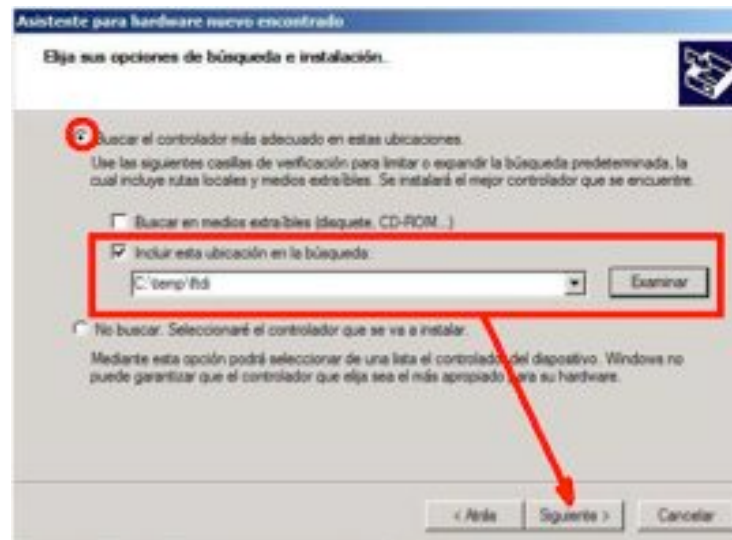 Asistente para hardware nuevo encontrado
Elija sus opciones de búsqueda e instalación.
Buscar el controlador más adecuado en estas ubicaciones.
Use las siguientes casillas de verificación para limitar o expandir la búsqueda predeterminada, la
cual incluye rutas locales y medios extraíbles. Se instalará el mejor controlador que se encuentre.
Buscar en medios extraíbles (disquete, CD-ROM...)
Incluir esta ubicación en la búsqueda:
C:\temp\ftdi
Examinar
No buscar. Seleccionaré el controlador que se va a instalar.
Mediante esta opción podrá seleccionar de una lista el controlador del dispositivo. Windows no
puede garantizar que el controlador que elija sea el más apropiado para su hardware.
< Atrás Siguiente > Cancelar